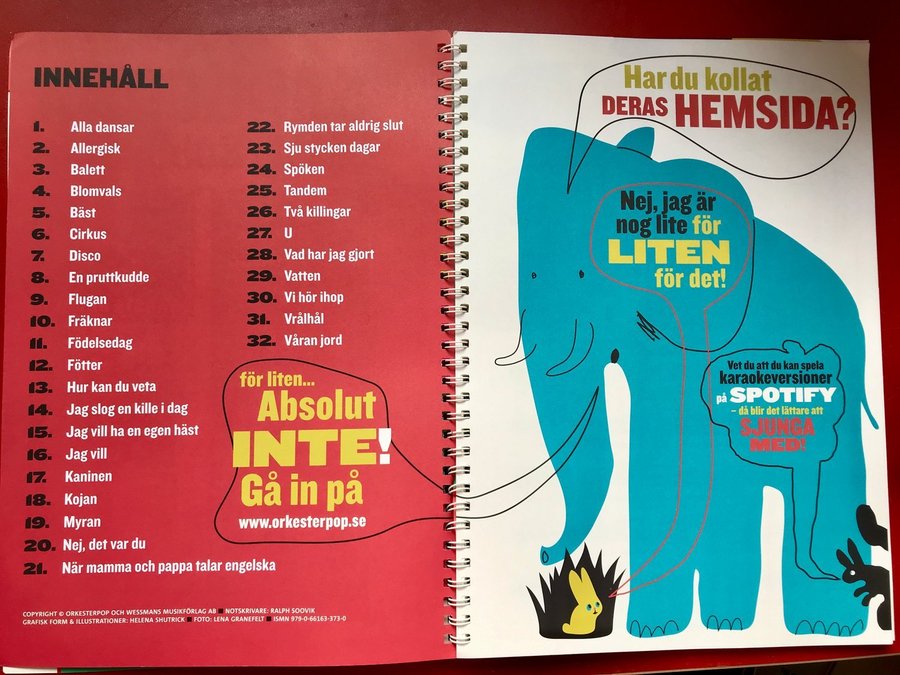 INNEHÅLL
1. Alla dansar
2. Allergisk
3. Balett
4. Blomvals
5. Bäst
6. Cirkus
7. Disco
8. En pruttkudde
9. Flugan
10. Fräknar
11. Födelsedag
12. Fötter
13. Hur kan du veta
14. Jag slog en kille i dag
15. Jag vill ha en egen häst
16. Jag vill
17. Kaninen
18. Kojan
19. Myran
20. Nej, det var du
21. När mamma och pappa talar engelska
22. Rymden tar aldrig slut
23. Sju stycken dagar
24. Spöken
25. Tandem
26. Två killingar
27. U
28. Vad har jag gjort
29. Vatten
30. Vi hör ihop
31. Vrålhål
32. Våran jord
för liten...
Absolut
INTE!
Gå in på
www.orkesterpop.se
COPYRIGHT © ORKESTERPOP OCH WESSMANS MUSIKFÖRLAG AB ■ NOTSKRIVARE: RALPH SOOVIK
GRAFISK FORM & ILLUSTRATIONER: HELENA SHUTRICK ■ FOTO: LENA GRANEFELT ■ ISMN 979-0-66163-373-0
Har du kollat
DERAS HEMSIDA?
Nej, jag är
nog lite för
LITEN
för det!
Vet du att du kan spela
karaokeversioner
på SPOTIFY
– då blir det lättare att
SJUNGA
MED!